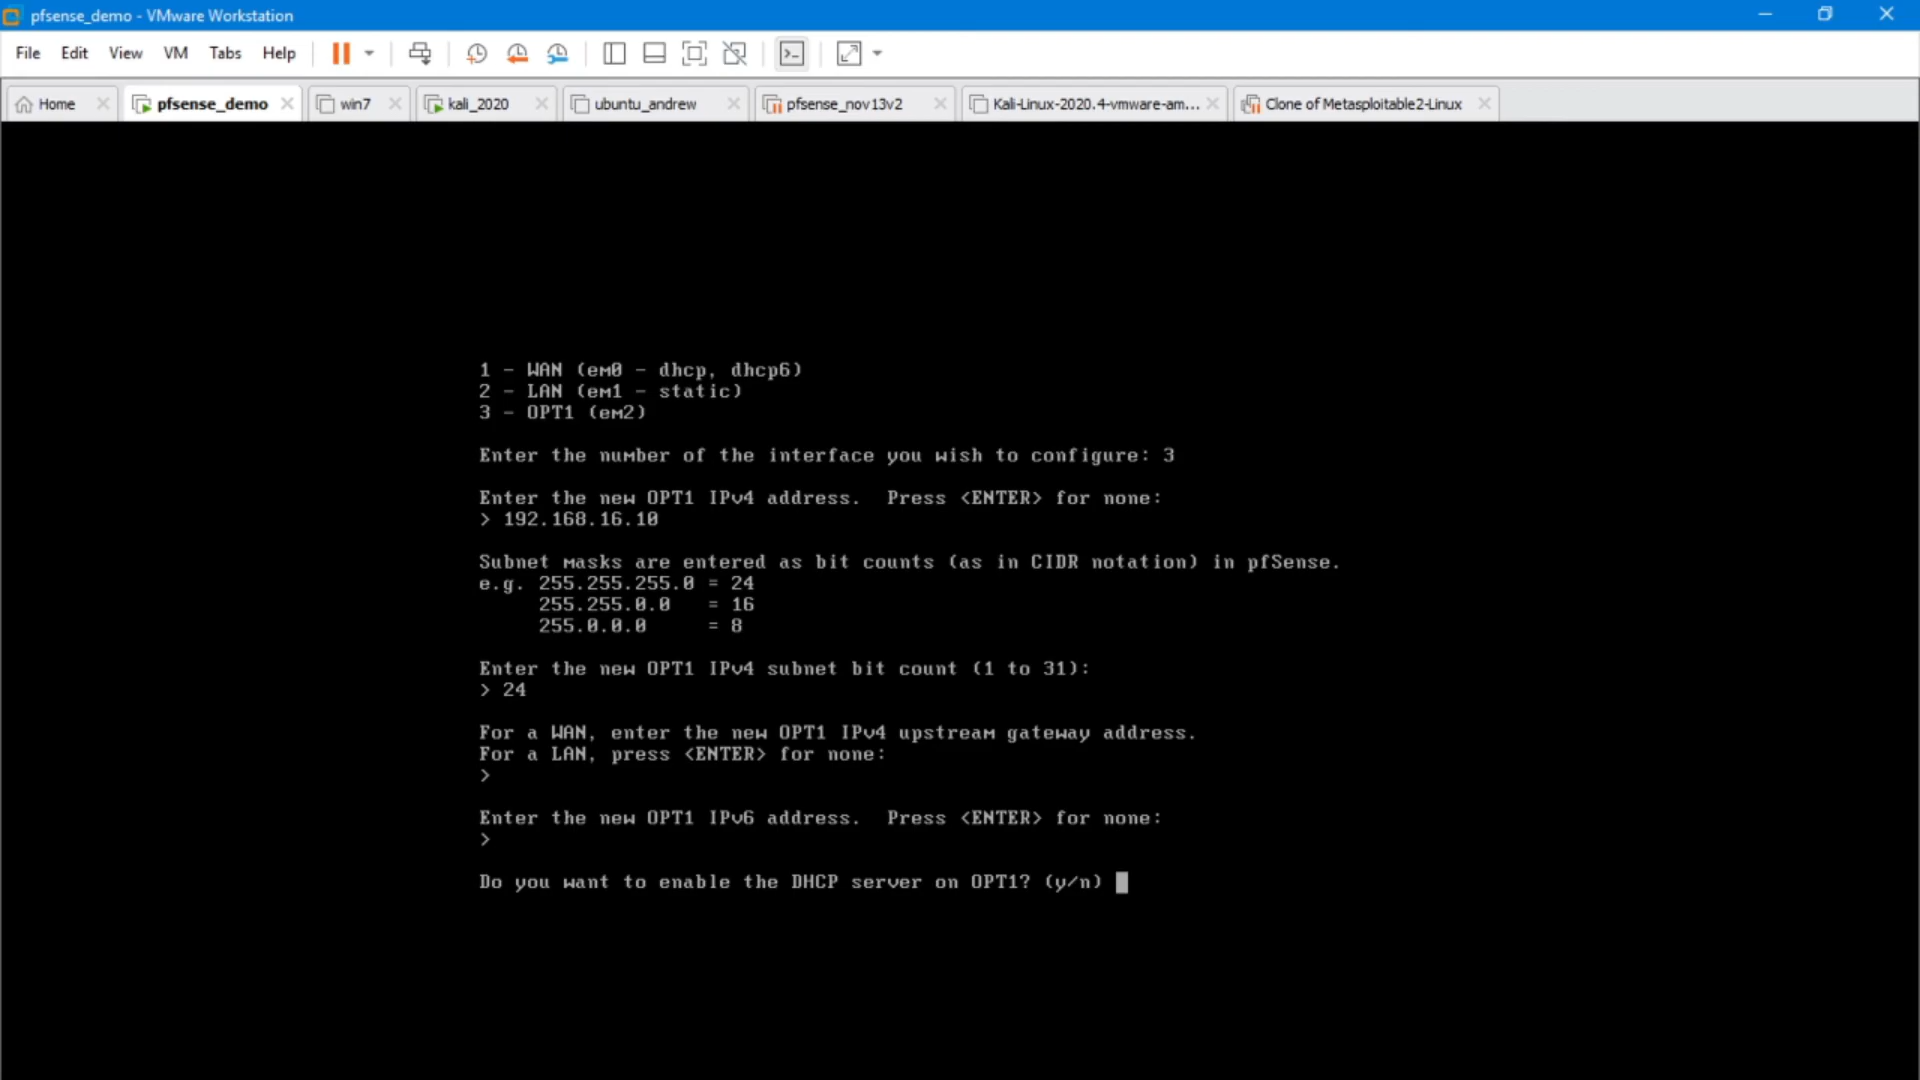 pfsense_demo - VMware Workstation
File Edit View VM Tabs Help
Home pfsense_demo win7 kali_2020 ubuntu_andrew pfsense_nov13v2 Kali-Linux-2020.4-vmware-am... Clone of Metasploitable2-Linux
1 - WAN (em0 - dhcp, dhcp6)
2 - LAN (em1 - static)
3 - OPT1 (em2)
Enter the number of the interface you wish to configure: 3
Enter the new OPT1 IPv4 address.  Press <ENTER> for none:
> 192.168.16.10
Subnet masks are entered as bit counts (as in CIDR notation) in pfSense.
e.g. 255.255.255.0 = 24
     255.255.0.0   = 16
     255.0.0.0     = 8
Enter the new OPT1 IPv4 subnet bit count (1 to 31):
> 24
For a WAN, enter the new OPT1 IPv4 upstream gateway address.
For a LAN, press <ENTER> for none:
>
Enter the new OPT1 IPv6 address.  Press <ENTER> for none:
>
Do you want to enable the DHCP server on OPT1? (y/n)